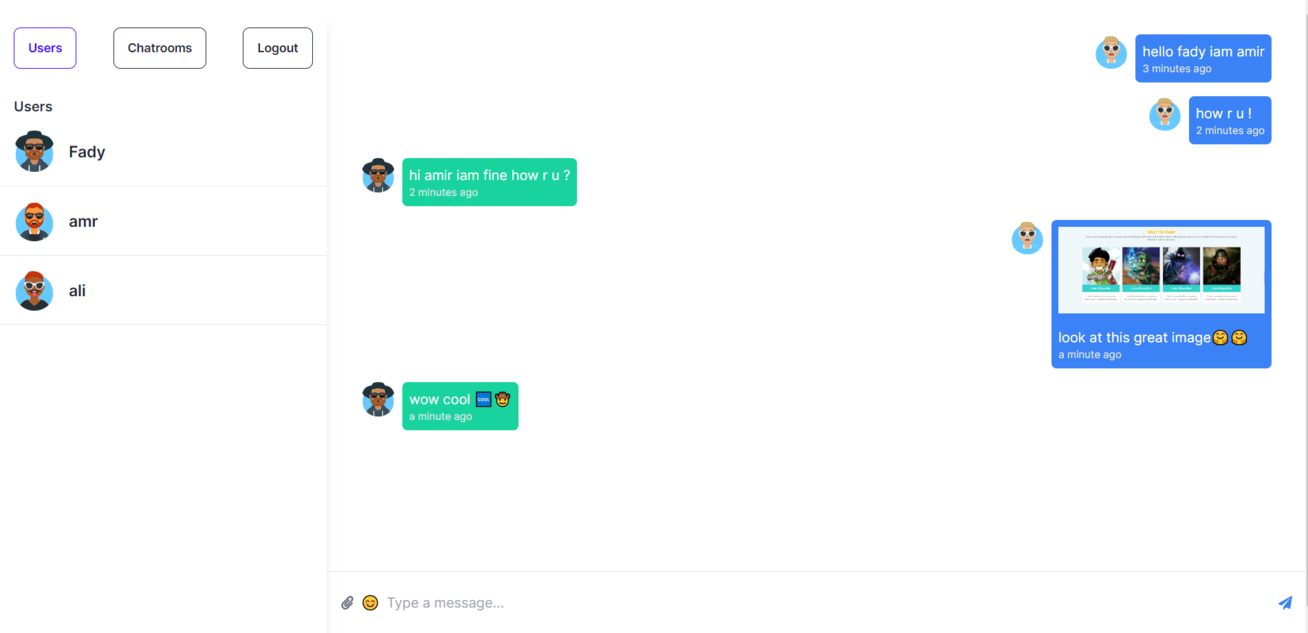 Users
Chatrooms
Logout
Users
Fady
amr
ali
hello fady iam amir
3 minutes ago
how r u !
2 minutes ago
hi amir iam fine how r u ?
2 minutes ago
look at this great image🤗🤗
a minute ago
wow cool 🆒🤠
a minute ago
Type a message...